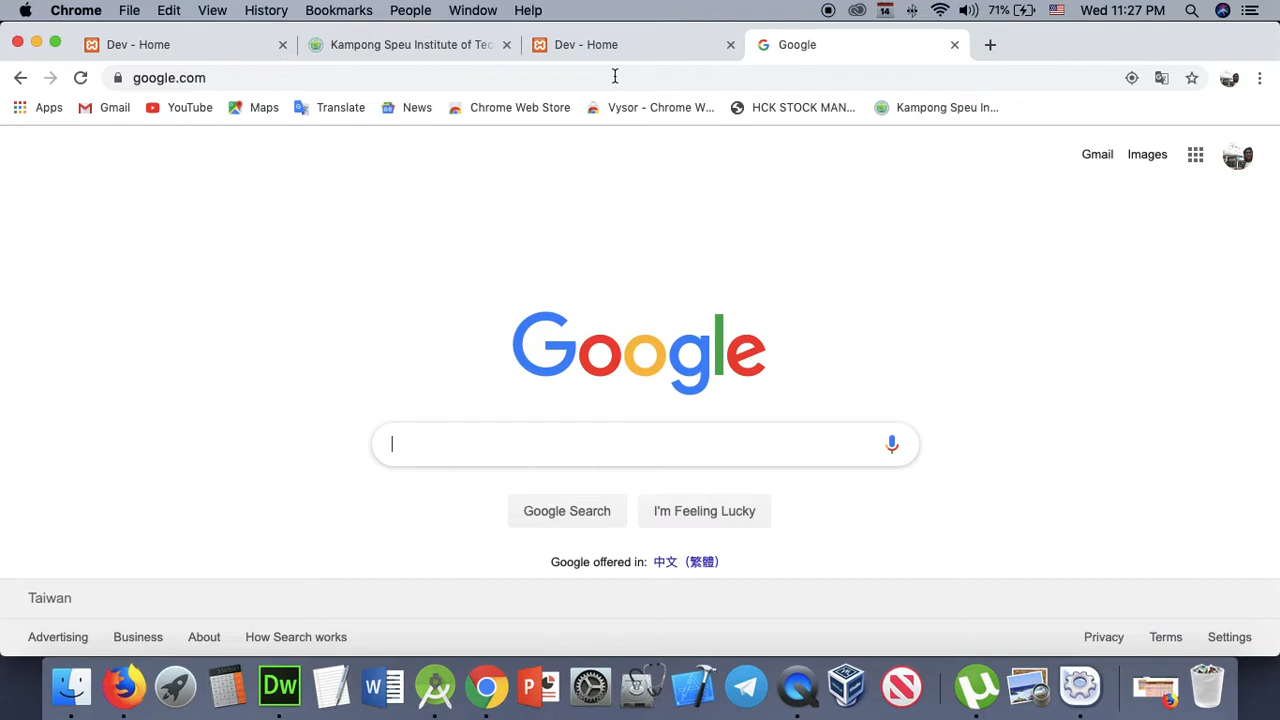 Chrome File Edit View History Bookmarks People Window Help 14 71% Wed 11:27 PM
Dev - Home Kampong Speu Institute of Tec Dev - Home Google
google.com
Apps Gmail YouTube Maps Translate News Chrome Web Store Vysor - Chrome W... HCK STOCK MAN... Kampong Speu In...
Gmail Images
Google
Google Search I'm Feeling Lucky
Google offered in: 中文（繁體）
Taiwan
Advertising Business About How Search works Privacy Terms Settings
Dw W P N µ